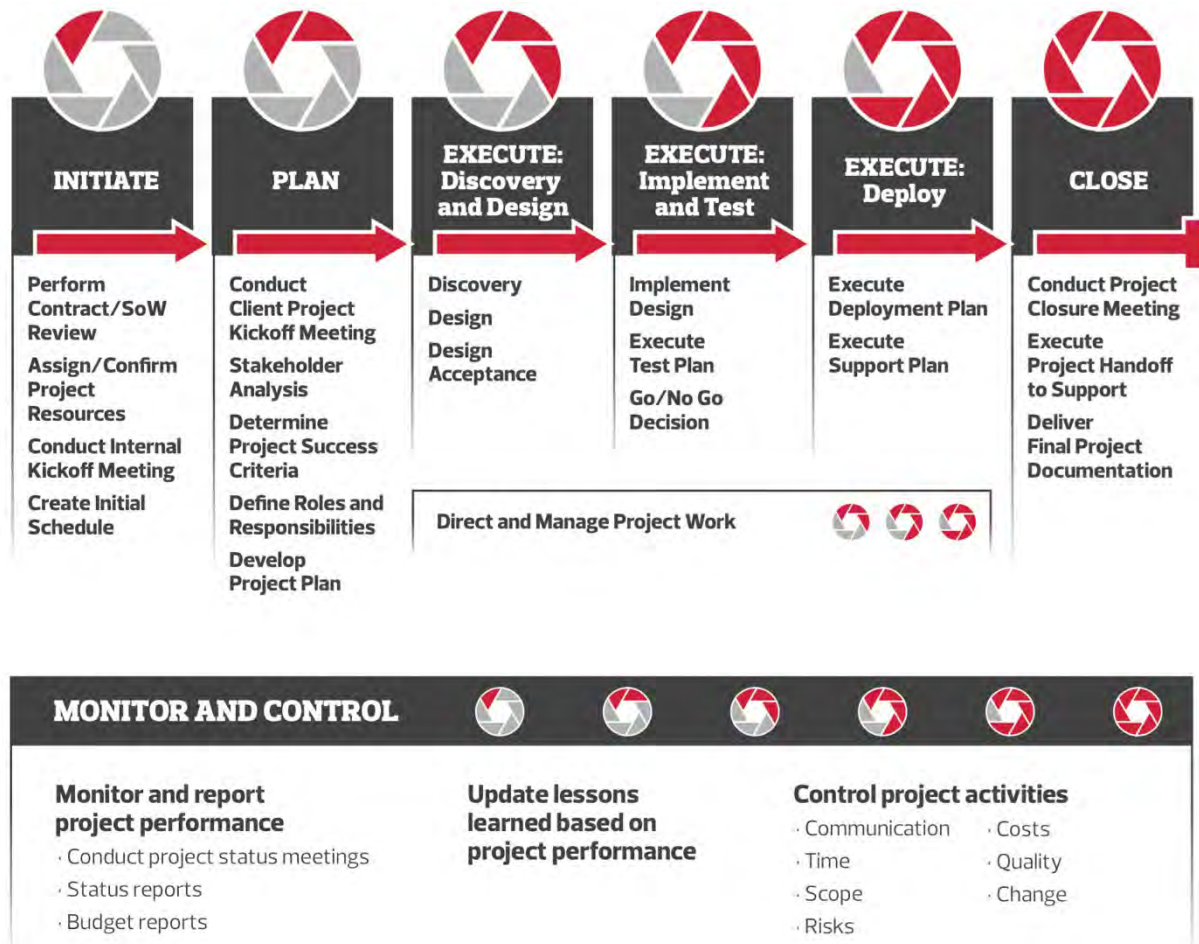 INITIATE
Perform
Contract/SoW
Review
Assign/Confirm
Project
Resources
Conduct Internal
Kickoff Meeting
Create Initial
Schedule
PLAN
Conduct
Client Project
Kickoff Meeting
Stakeholder
Analysis
Determine
Project Success
Criteria
Define Roles and
Responsibilities
Develop
Project Plan
EXECUTE:
Discovery
and Design
Discovery
Design
Design
Acceptance
EXECUTE:
Implement
and Test
Implement
Design
Execute
Test Plan
Go/No Go
Decision
EXECUTE:
Deploy
Execute
Deployment Plan
Execute
Support Plan
CLOSE
Conduct Project
Closure Meeting
Execute
Project Handoff
to Support
Deliver
Final Project
Documentation
Direct and Manage Project Work
MONITOR AND CONTROL
Monitor and report
project performance
· Conduct project status meetings
· Status reports
· Budget reports
Update lessons
learned based on
project performance
Control project activities
· Communication
· Time
· Scope
· Risks
· Costs
· Quality
· Change